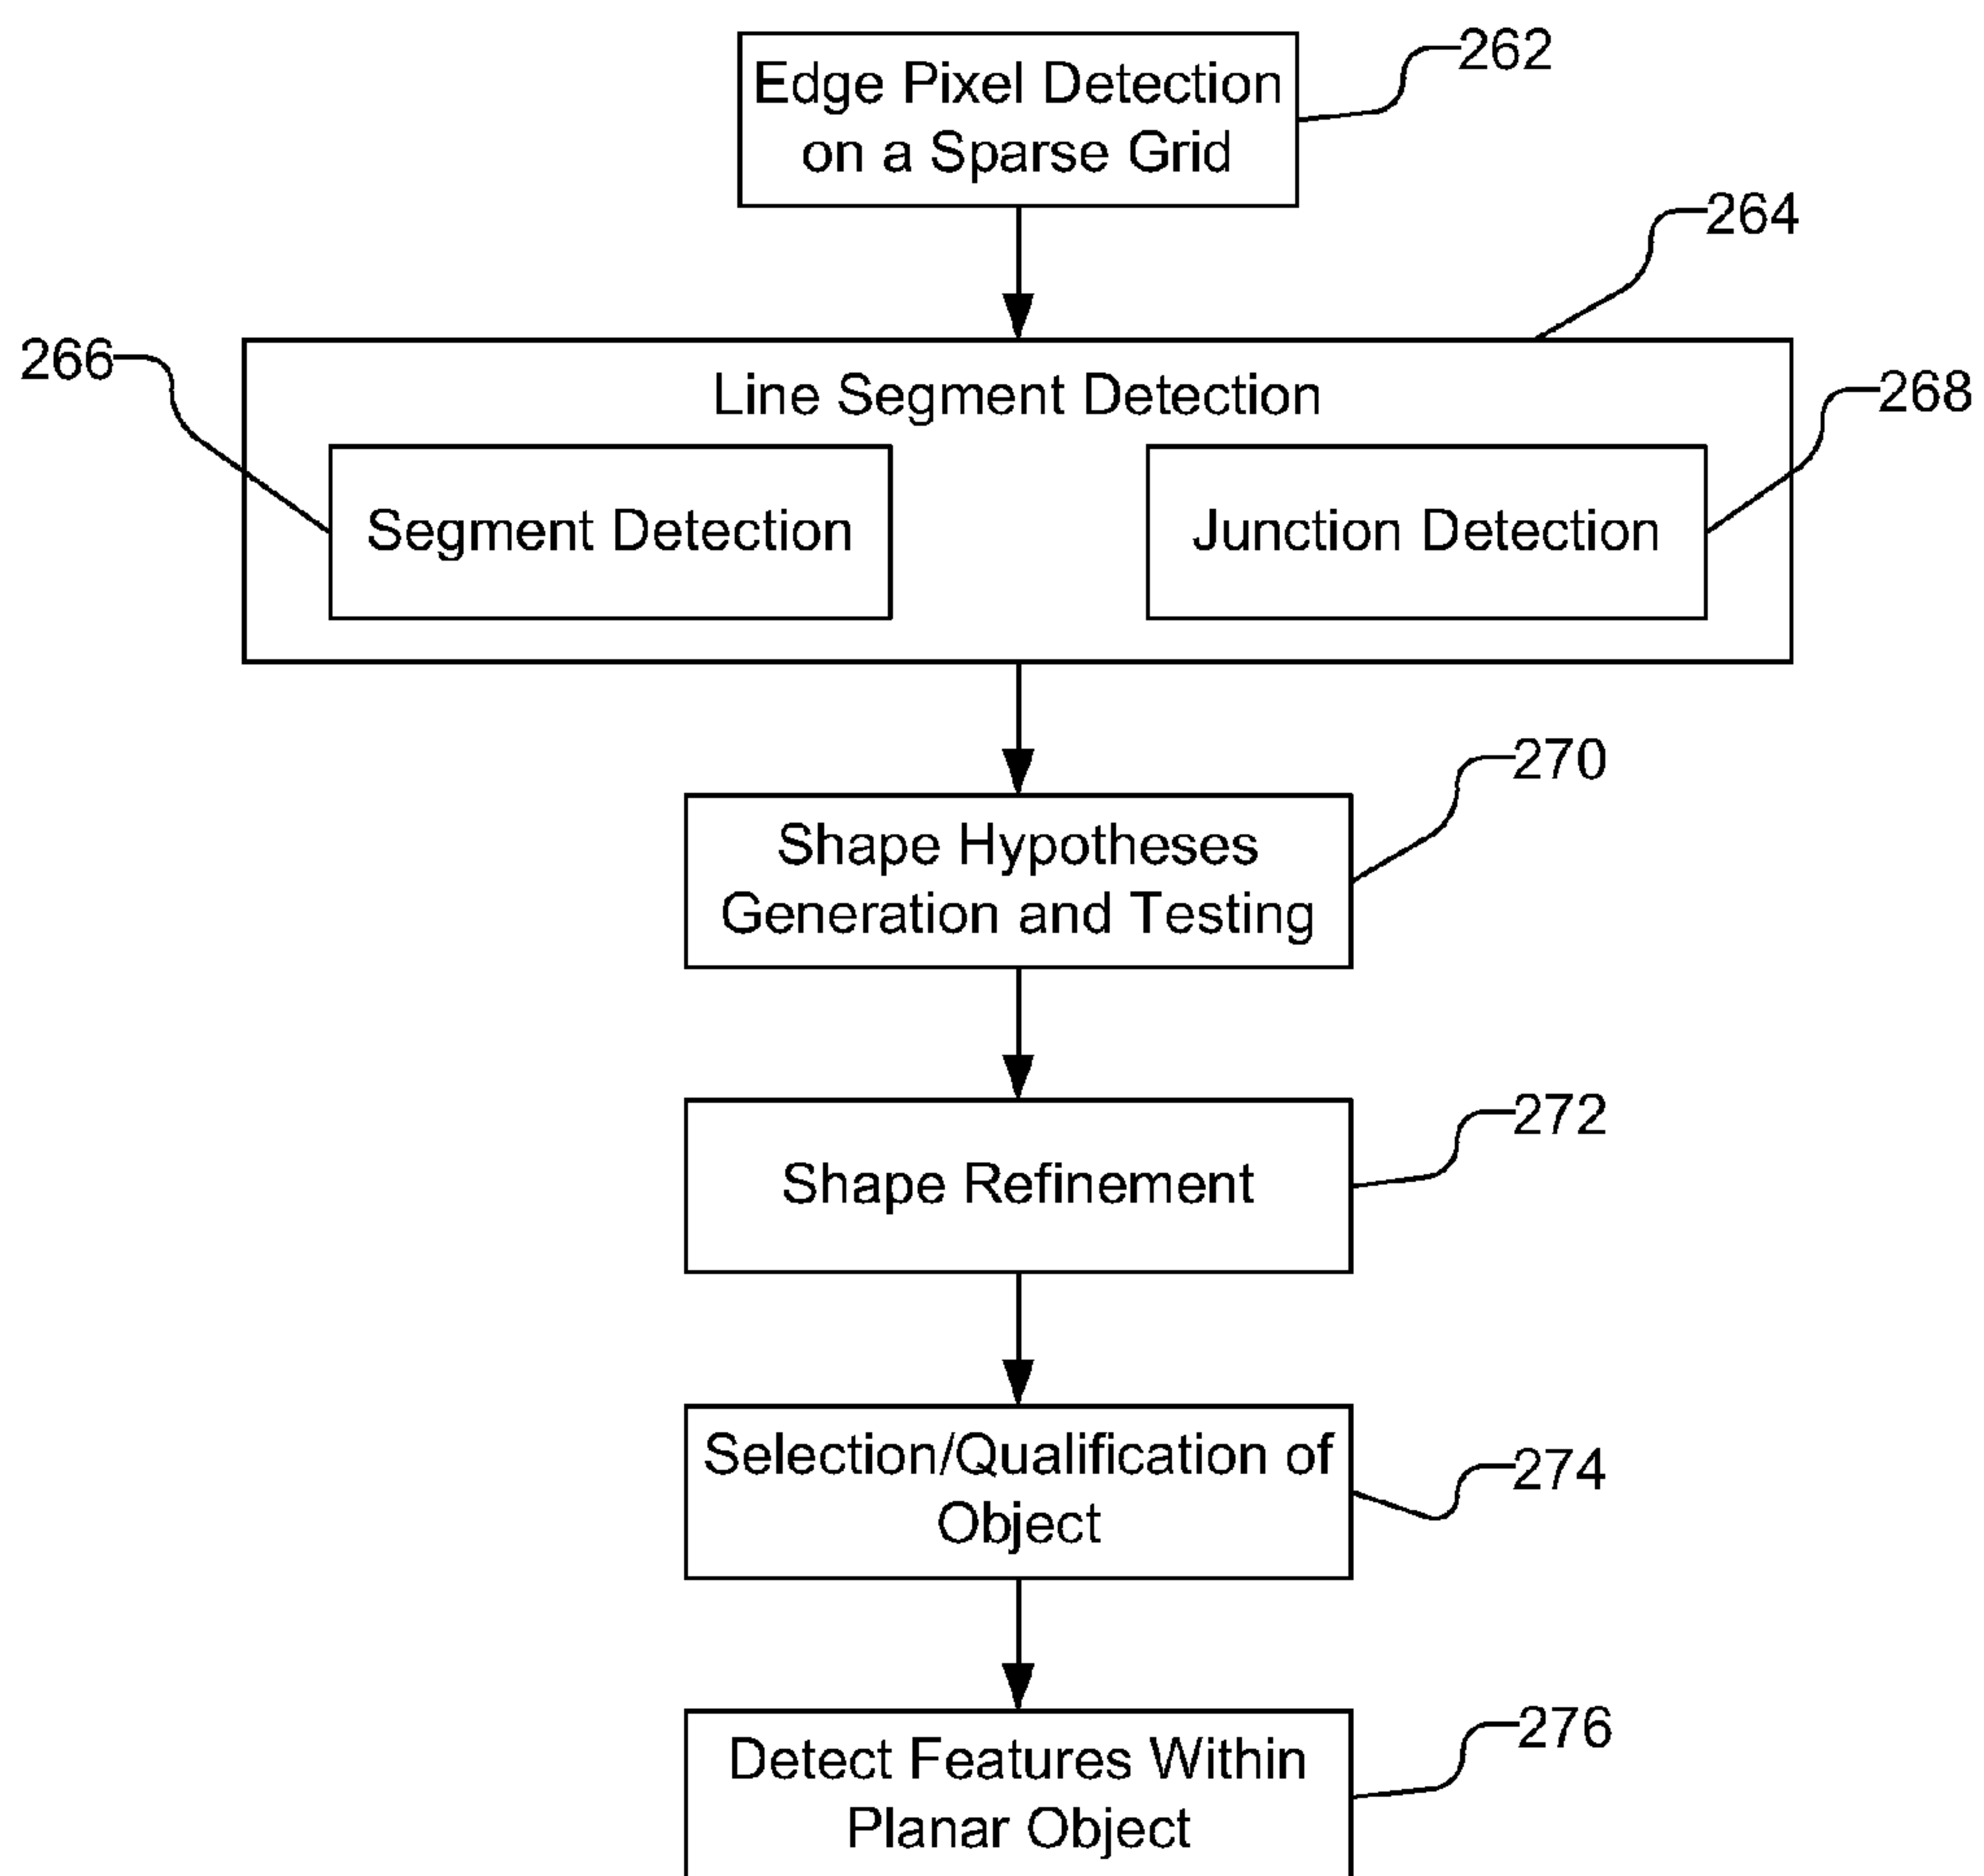 262
Edge Pixel Detection
on a Sparse Grid
264
266
Line Segment Detection
268
Segment Detection
Junction Detection
270
Shape Hypotheses
Generation and Testing
272
Shape Refinement
Selection/Qualification of
Object
274
276
Detect Features Within
Planar Object